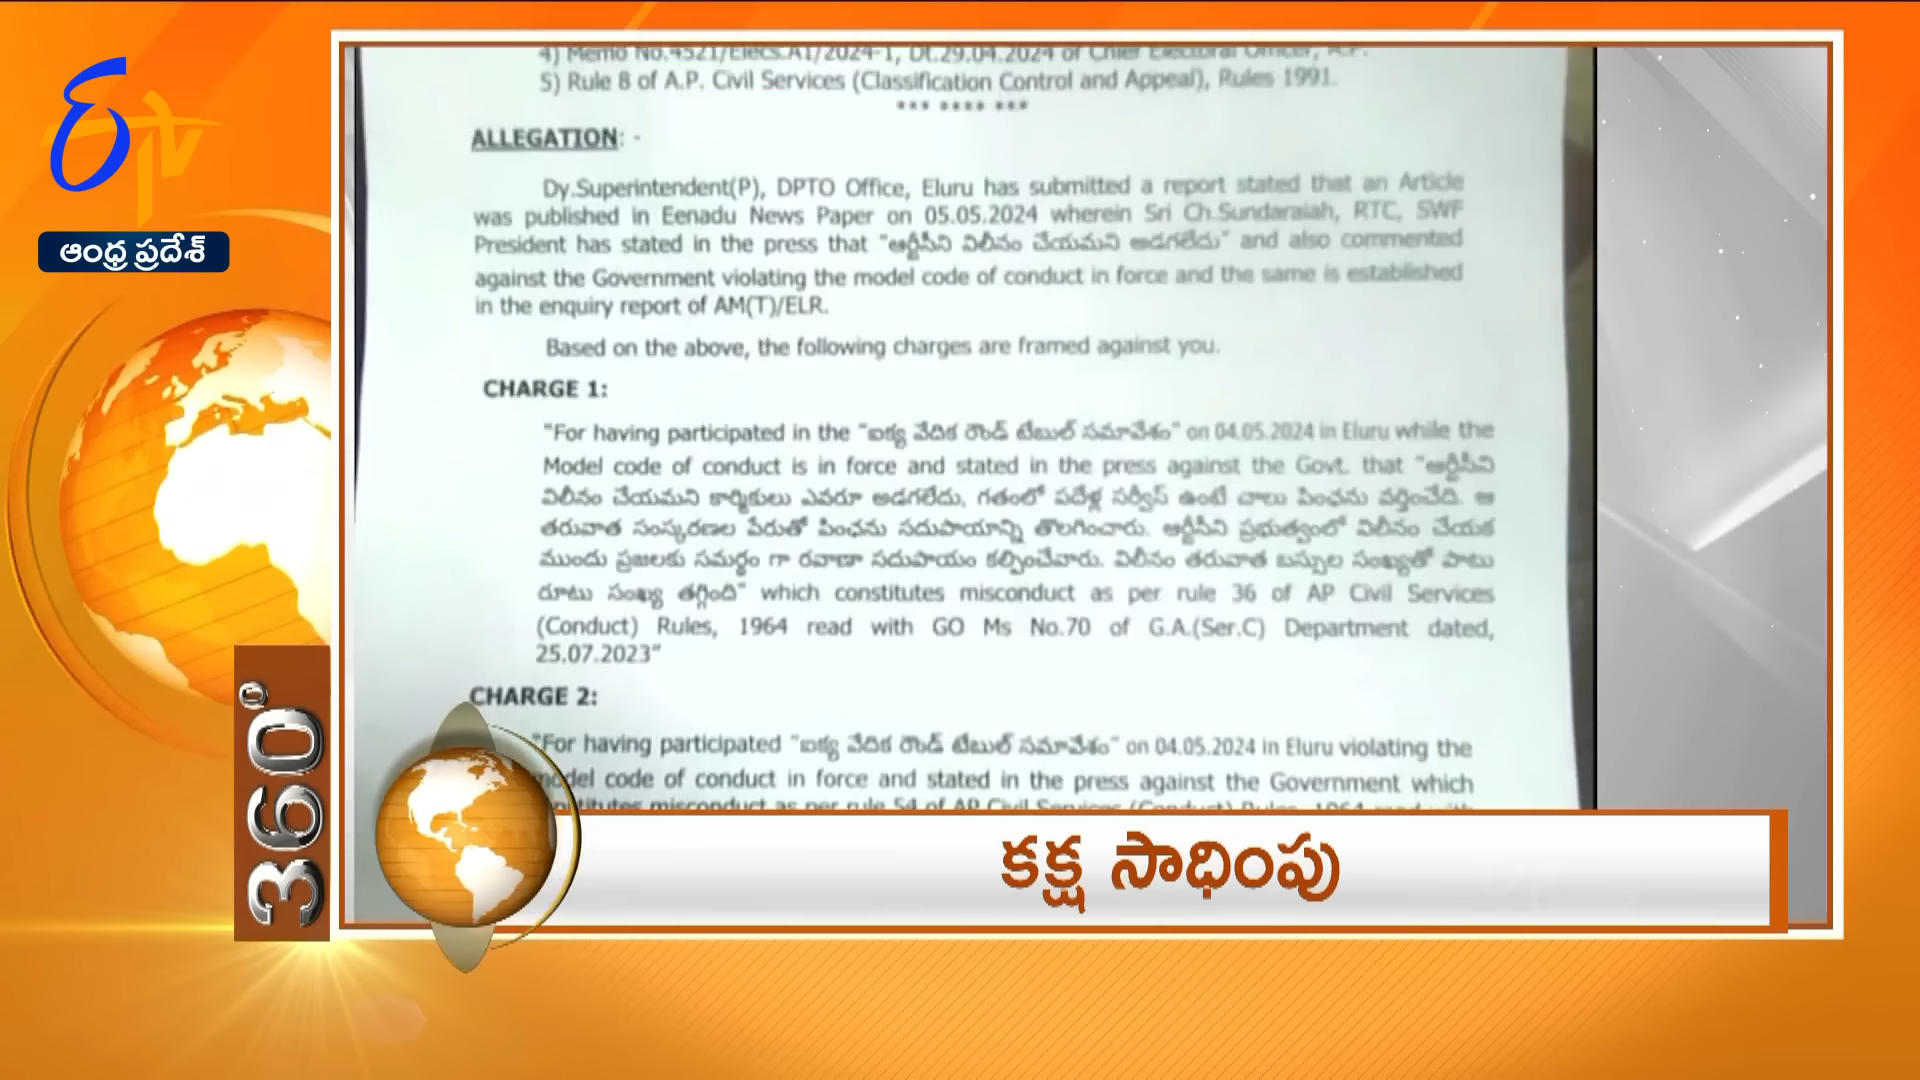 ETV
ఆంధ్ర ప్రదేశ్
360°
4) Memo No.4521/Elecs.A1/2024-1, Dt.29.04.2024 of Chief Electoral Officer, A.P.
5) Rule 8 of A.P. Civil Services (Classification Control and Appeal), Rules 1991.
*** **** ***
ALLEGATION: -
Dy.Superintendent(P), DPTO Office, Eluru has submitted a report stated that an Article
was published in Eenadu News Paper on 05.05.2024 wherein Sri Ch.Sundaraiah, RTC, SWF
President has stated in the press that "ఆర్టీసీని విలీనం చేయమని అడగలేదు" and also commented
against the Government violating the model code of conduct in force and the same is established
in the enquiry report of AM(T)/ELR.
Based on the above, the following charges are framed against you.
CHARGE 1:
"For having participated in the "ఐక్య వేదిక రౌండ్ టేబుల్ సమావేశం" on 04.05.2024 in Eluru while the
Model code of conduct is in force and stated in the press against the Govt. that "ఆర్టీసీని
విలీనం చేయమని కార్మికులు ఎవరూ అడగలేదు, గతంలో పదేళ్ల సర్వీస్ ఉంటే చాలు పింఛను వర్తించేది. ఆ
తరువాత సంస్కరణల పేరుతో పింఛను సదుపాయాన్ని తొలగించారు. ఆర్టీసీని ప్రభుత్వంలో విలీనం చేయక
ముందు ప్రజలకు సమర్థం గా రవాణా సదుపాయం కల్పించేవారు. విలీనం తరువాత బస్సుల సంఖ్యతో పాటు
రూటు సంఖ్య తగ్గింది" which constitutes misconduct as per rule 36 of AP Civil Services
(Conduct) Rules, 1964 read with GO Ms No.70 of G.A.(Ser.C) Department dated,
25.07.2023"
CHARGE 2:
"For having participated "ఐక్య వేదిక రౌండ్ టేబుల్ సమావేశం" on 04.05.2024 in Eluru violating the
model code of conduct in force and stated in the press against the Government which
constitutes misconduct as per rule 54 of AP Civil Services (Conduct) Rules, 1964 read with
కక్ష సాధింపు